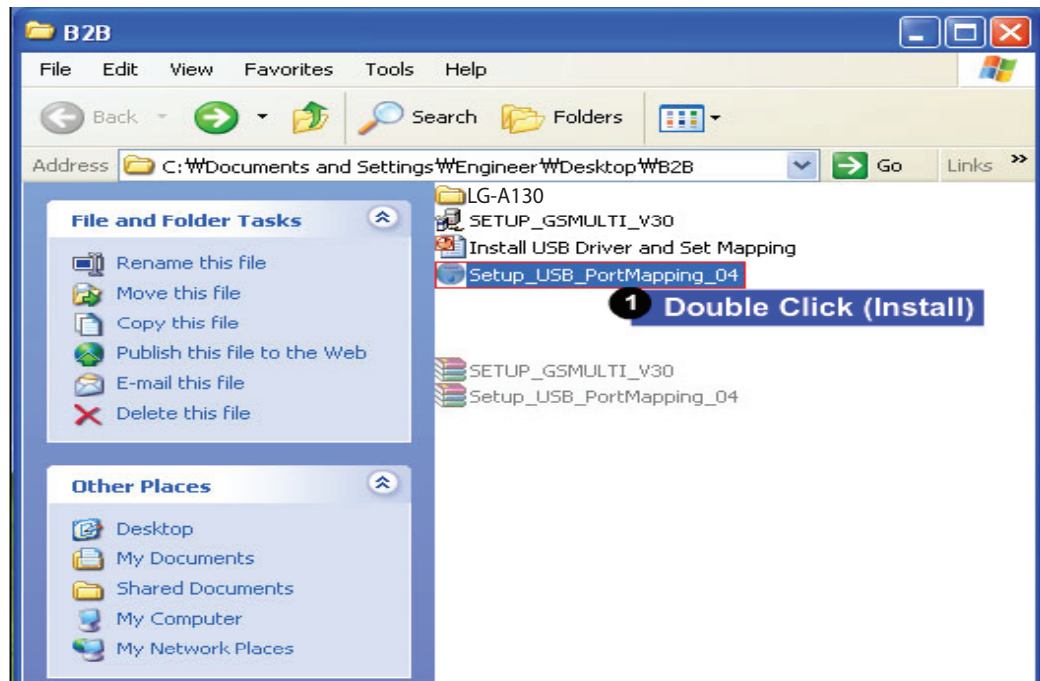 B2B
File Edit View Favorites Tools Help
Back Search Folders
Address C:₩Documents and Settings₩Engineer₩Desktop₩B2B Go Links »
File and Folder Tasks
Rename this file
Move this file
Copy this file
Publish this file to the Web
E-mail this file
Delete this file
Other Places
Desktop
My Documents
Shared Documents
My Computer
My Network Places
LG-A130
SETUP_GSMULTI_V30
Install USB Driver and Set Mapping
Setup_USB_PortMapping_04
1 Double Click (Install)
SETUP_GSMULTI_V30
Setup_USB_PortMapping_04